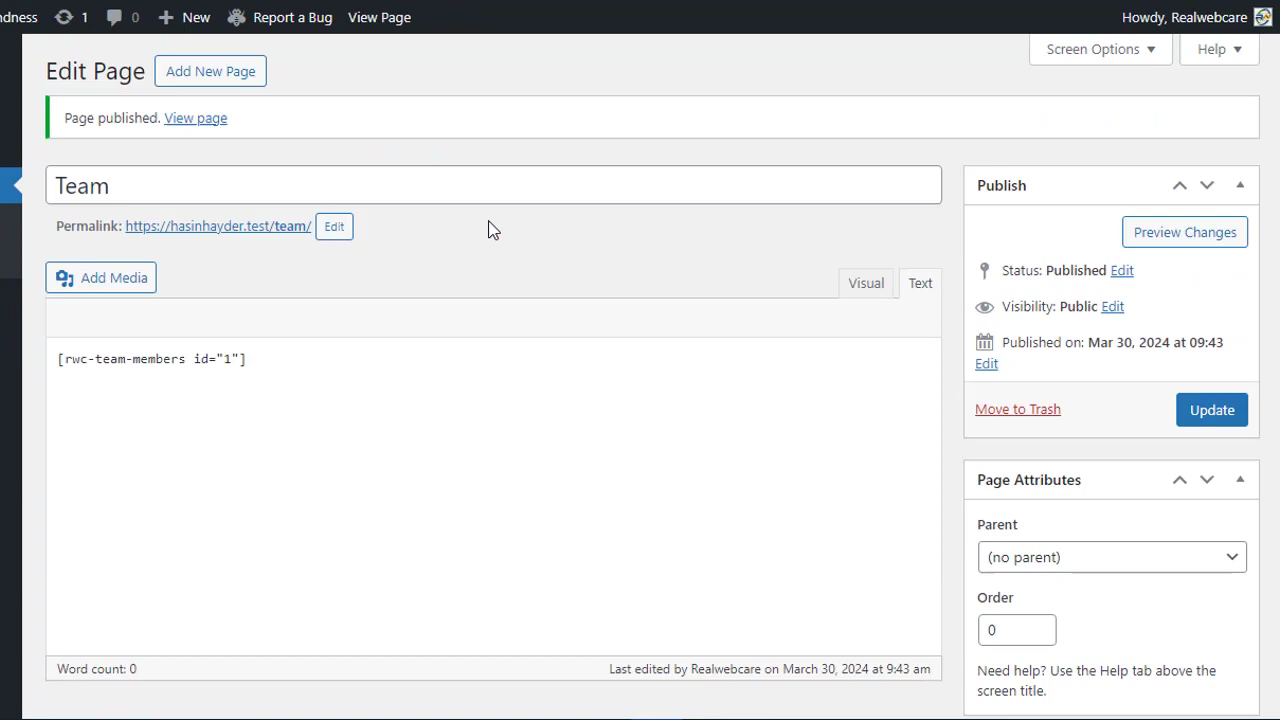 ndness 1 0 New Report a Bug View Page Howdy, Realwebcare
Screen Options Help
Edit Page Add New Page
Page published. View page
Team
Permalink: https://hasinhayder.test/team/ Edit
Add Media
Visual Text
[rwc-team-members id="1"]
Word count: 0 Last edited by Realwebcare on March 30, 2024 at 9:43 am
Publish
Preview Changes
Status: Published Edit
Visibility: Public Edit
Published on: Mar 30, 2024 at 09:43
Edit
Move to Trash Update
Page Attributes
Parent
(no parent)
Order
0
Need help? Use the Help tab above the
screen title.